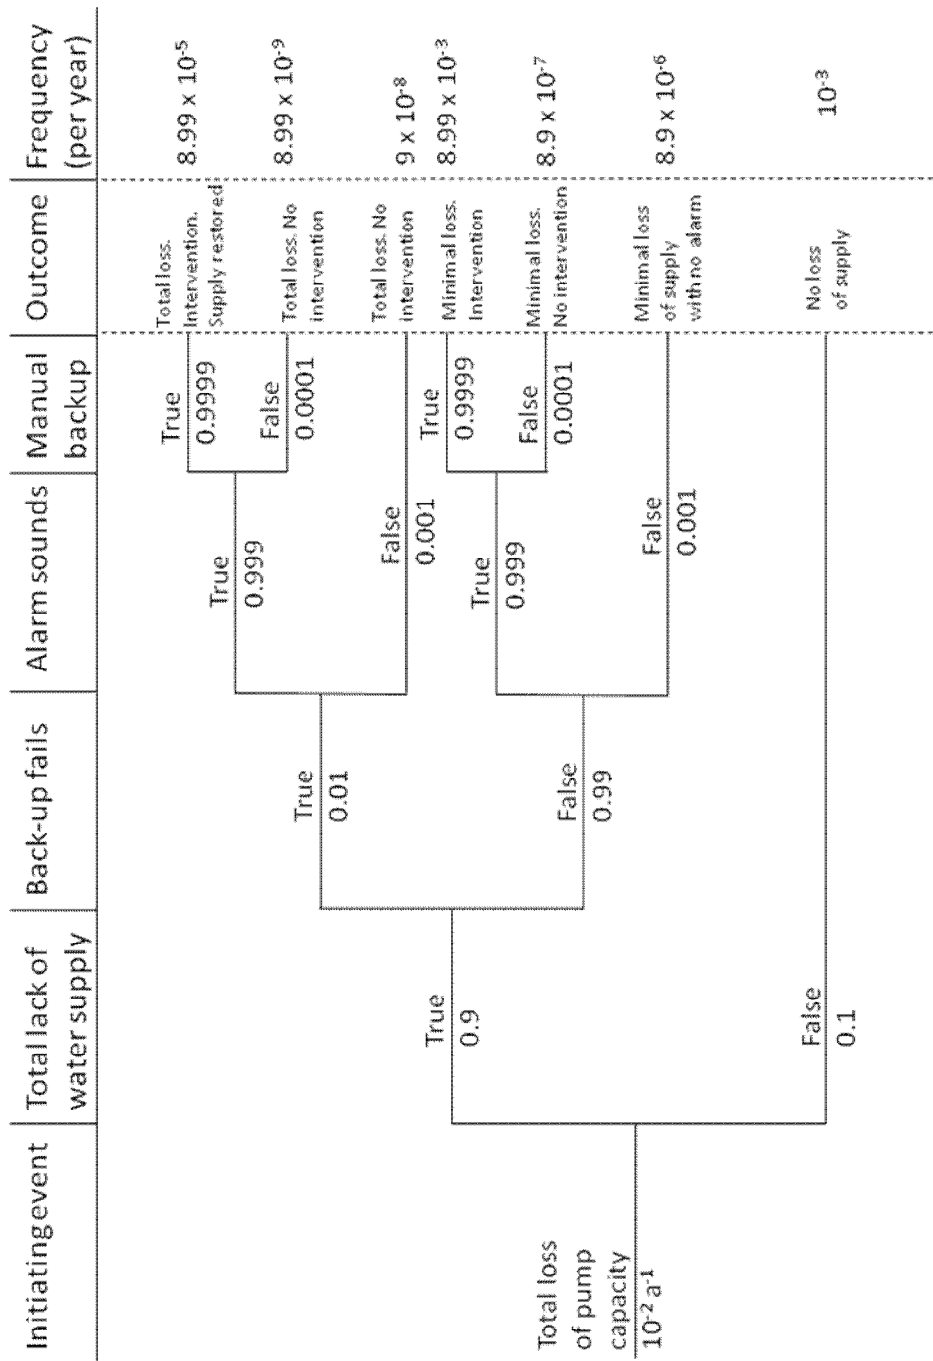 Initiating event
Total lack of
water supply
Back-up fails
Alarm sounds
Manual
backup
Outcome
Frequency
(per year)
True
0.9999
Total loss.
Intervention.
Supply restored
8.99 x 10⁻⁵
True
0.999
False
0.0001
Total loss. No
intervention
8.99 x 10⁻⁹
True
0.01
False
0.001
Total loss. No
intervention
9 x 10⁻⁸
True
0.9
True
0.9999
Minimal loss.
Intervention
8.99 x 10⁻³
True
0.999
False
0.0001
Minimal loss.
No intervention
8.9 x 10⁻⁷
False
0.99
False
0.001
Minimal loss
of supply
with no alarm
8.9 x 10⁻⁶
Total loss
of pump
capacity
10⁻² a⁻¹
False
0.1
No loss
of supply
10⁻³